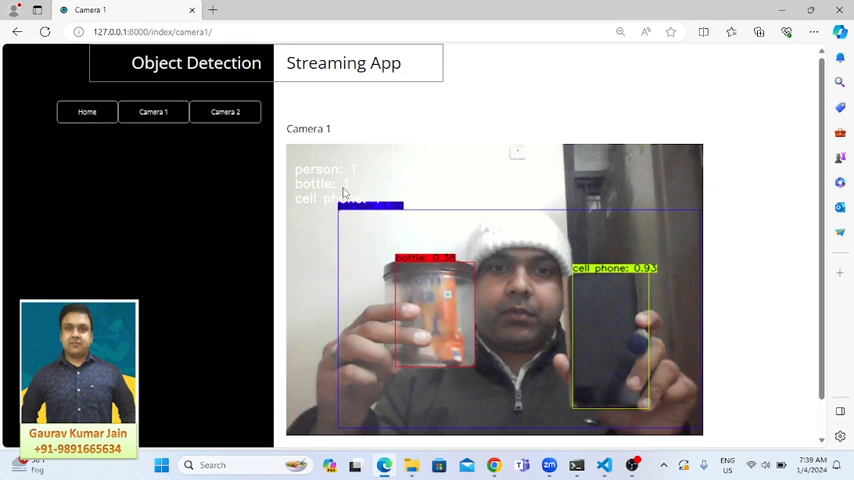 Camera 1
127.0.0.1:8000/index/camera1/
Object Detection Streaming App
Home Camera 1 Camera 2
Camera 1
person: 1
bottle: 1
cell
bottle: 0.38
cell phone: 0.93
Gaurav Kumar Jain
+91-9891665634
Fog
Search
ENG
US
7:39 AM
1/4/2024